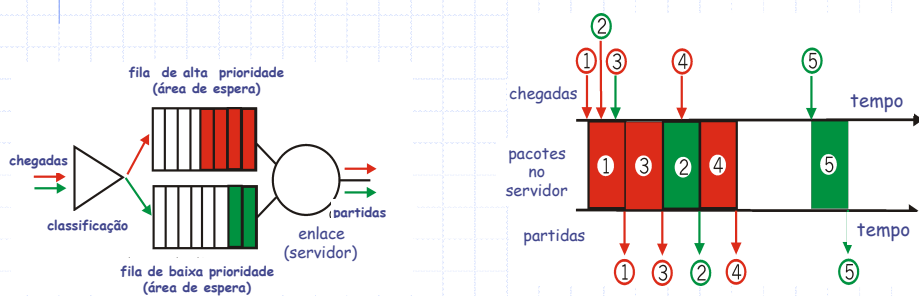 fila de alta prioridade
(área de espera)
chegadas
classificação
partidas
enlace
(servidor)
fila de baixa prioridade
(área de espera)
2
1 3 4 5
chegadas
tempo
pacotes
no
servidor
1 3 2 4 5
partidas
tempo
1 3 2 4 5